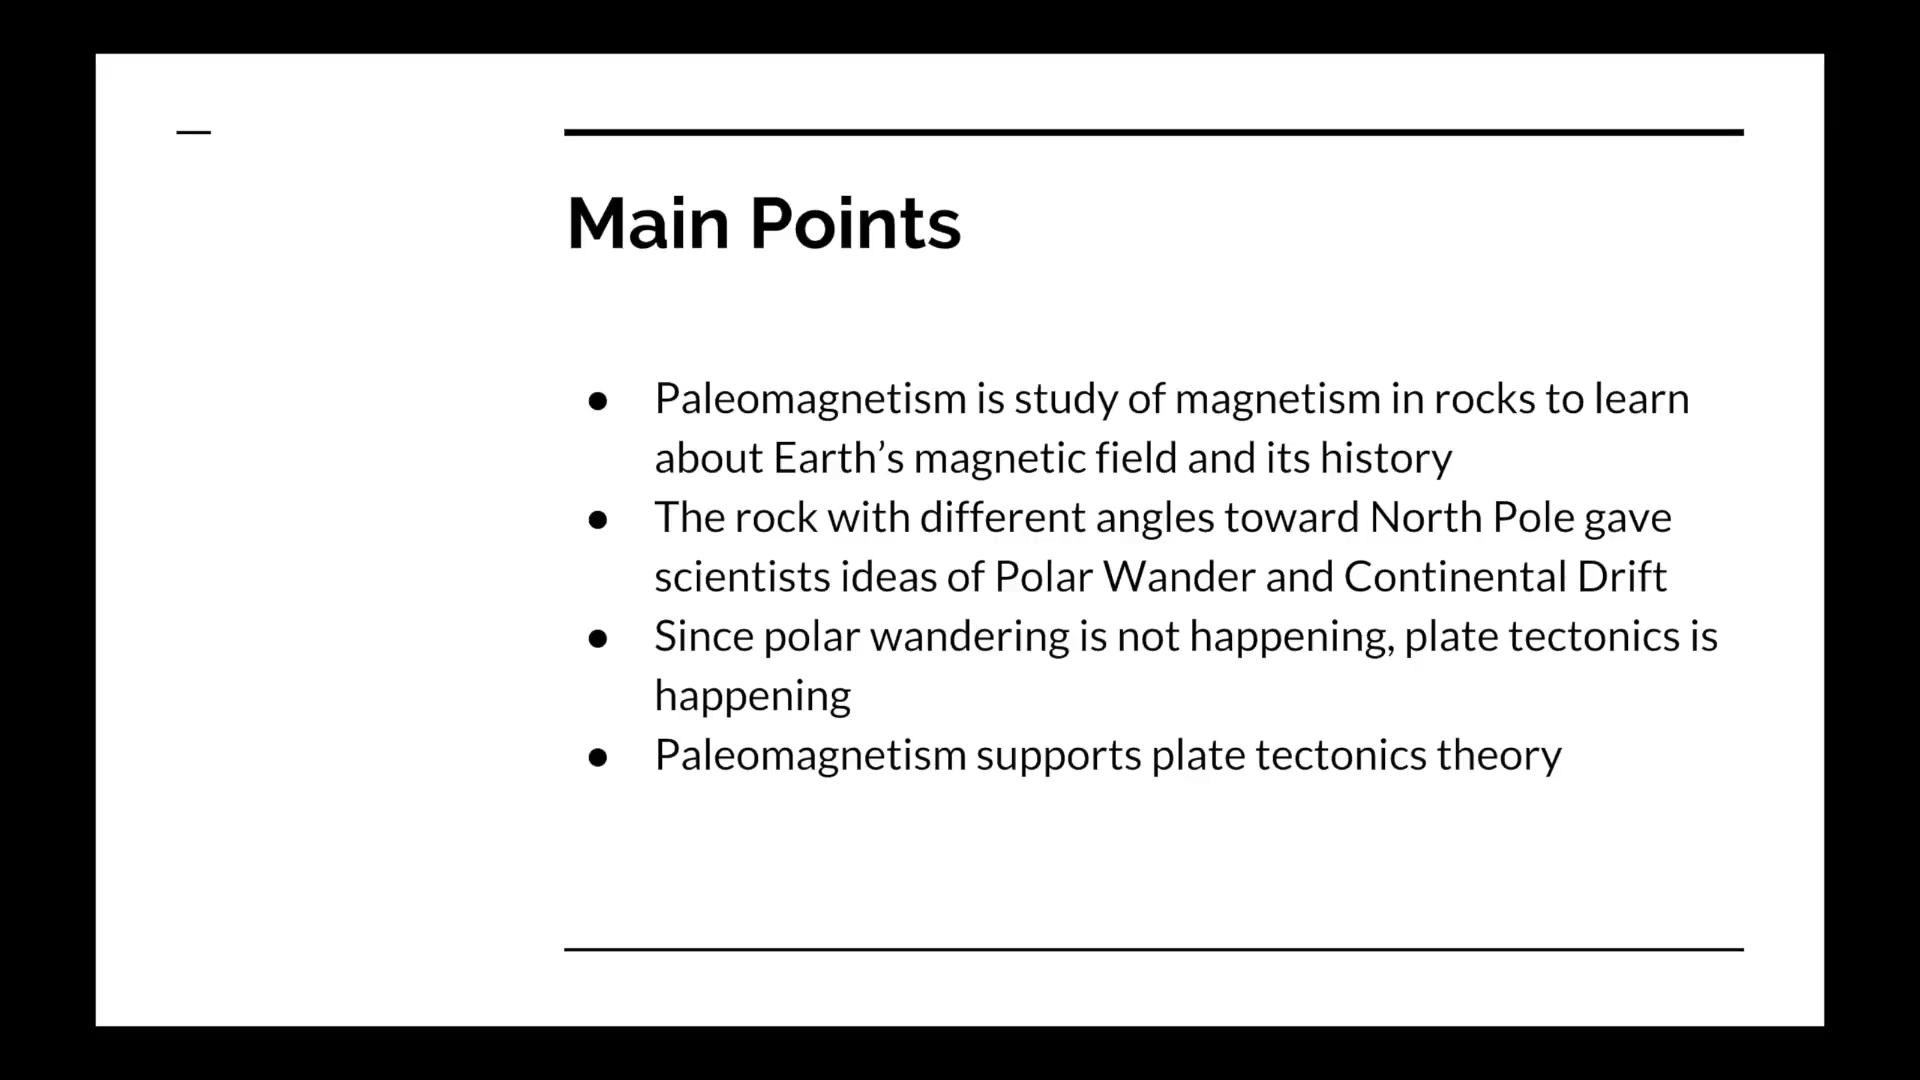 Main Points
● Paleomagnetism is study of magnetism in rocks to learn
about Earth’s magnetic field and its history
● The rock with different angles toward North Pole gave
scientists ideas of Polar Wander and Continental Drift
● Since polar wandering is not happening, plate tectonics is
happening
● Paleomagnetism supports plate tectonics theory